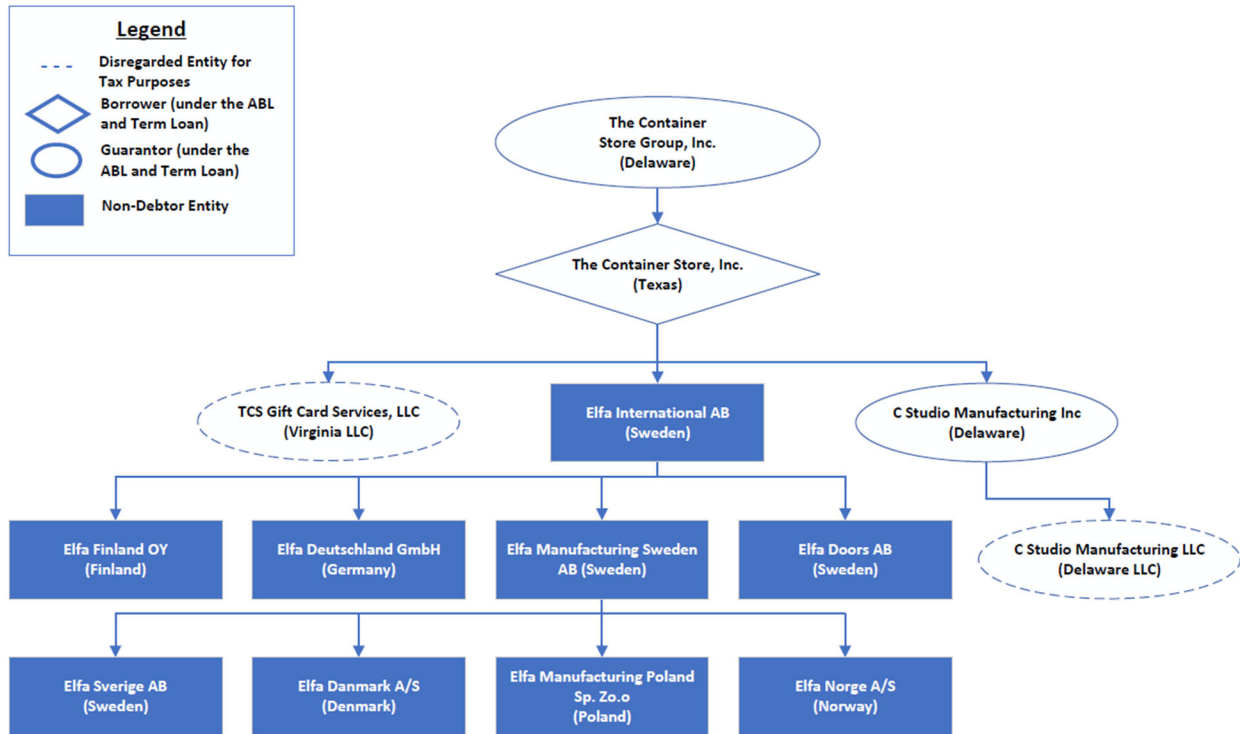 Legend
Disregarded Entity for
Tax Purposes
Borrower (under the ABL
and Term Loan)
Guarantor (under the
ABL and Term Loan)
Non-Debtor Entity
The Container
Store Group, Inc.
(Delaware)
The Container Store, Inc.
(Texas)
TCS Gift Card Services, LLC
(Virginia LLC)
Elfa International AB
(Sweden)
C Studio Manufacturing Inc
(Delaware)
Elfa Finland OY
(Finland)
Elfa Deutschland GmbH
(Germany)
Elfa Manufacturing Sweden
AB (Sweden)
Elfa Doors AB
(Sweden)
C Studio Manufacturing LLC
(Delaware LLC)
Elfa Sverige AB
(Sweden)
Elfa Danmark A/S
(Denmark)
Elfa Manufacturing Poland
Sp. Zo.o
(Poland)
Elfa Norge A/S
(Norway)